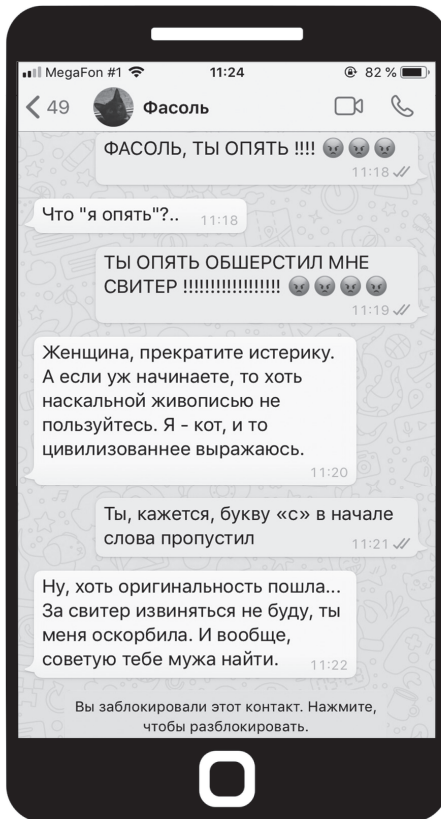 MegaFon #1 11:24 82 %
49 Фасоль
ФАСОЛЬ, ТЫ ОПЯТЬ !!!! 😡 😡 😡
11:18
Что "я опять"?.. 11:18
ТЫ ОПЯТЬ ОБШЕРСТИЛ МНЕ
СВИТЕР !!!!!!!!!!!!!!!!!! 😡 😡 😡 😡
11:19
Женщина, прекратите истерику.
А если уж начинаете, то хоть
наскальной живописью не
пользуйтесь. Я - кот, и то
цивилизованнее выражаюсь.
11:20
Ты, кажется, букву «с» в начале
слова пропустил 11:21
Ну, хоть оригинальность пошла...
За свитер извиняться не буду, ты
меня оскорбила. И вообще,
советую тебе мужа найти. 11:22
Вы заблокировали этот контакт. Нажмите,
чтобы разблокировать.